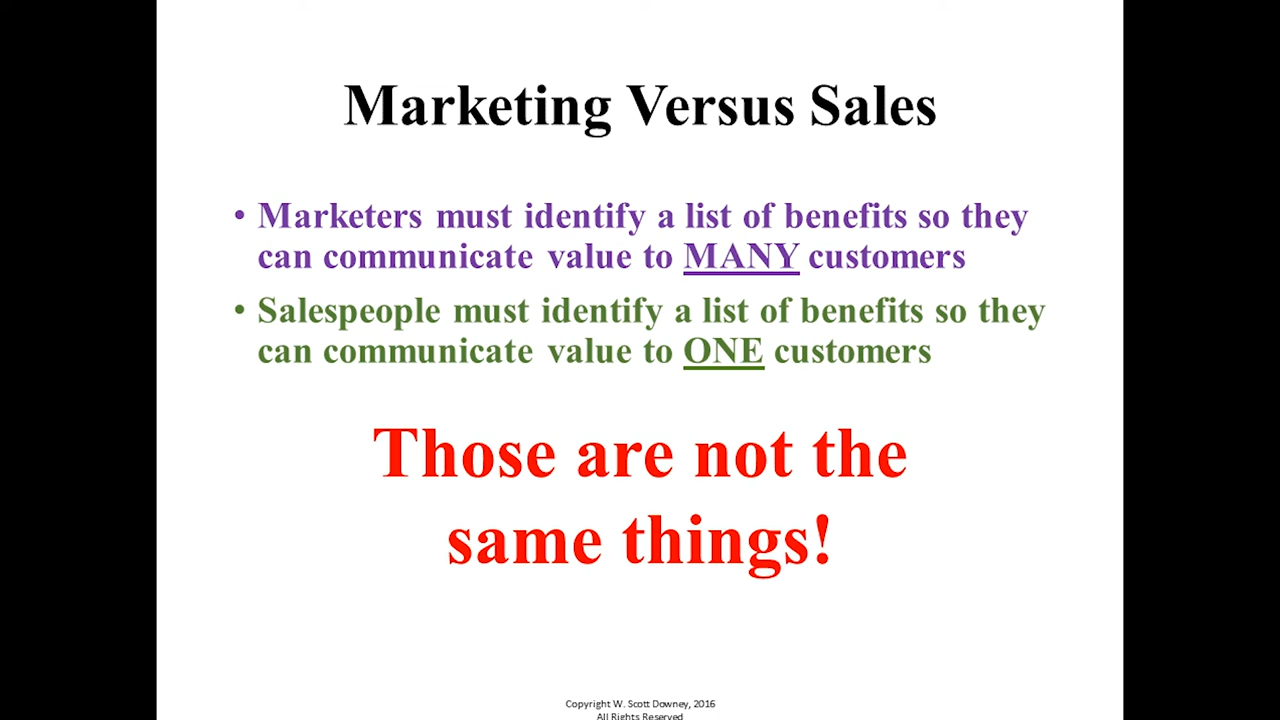 Marketing Versus Sales
• Marketers must identify a list of benefits so they
can communicate value to MANY customers
• Salespeople must identify a list of benefits so they
can communicate value to ONE customers
Those are not the
same things!
Copyright W. Scott Downey, 2016
All Rights Reserved